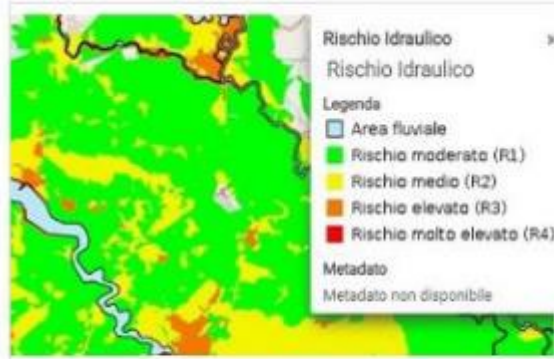 Rischio Idraulico
Rischio Idraulico
Legenda
Area fluviale
Rischio moderato (R1)
Rischio medio (R2)
Rischio elevato (R3)
Rischio molto elevato (R4)
Metadato
Metadato non disponibile